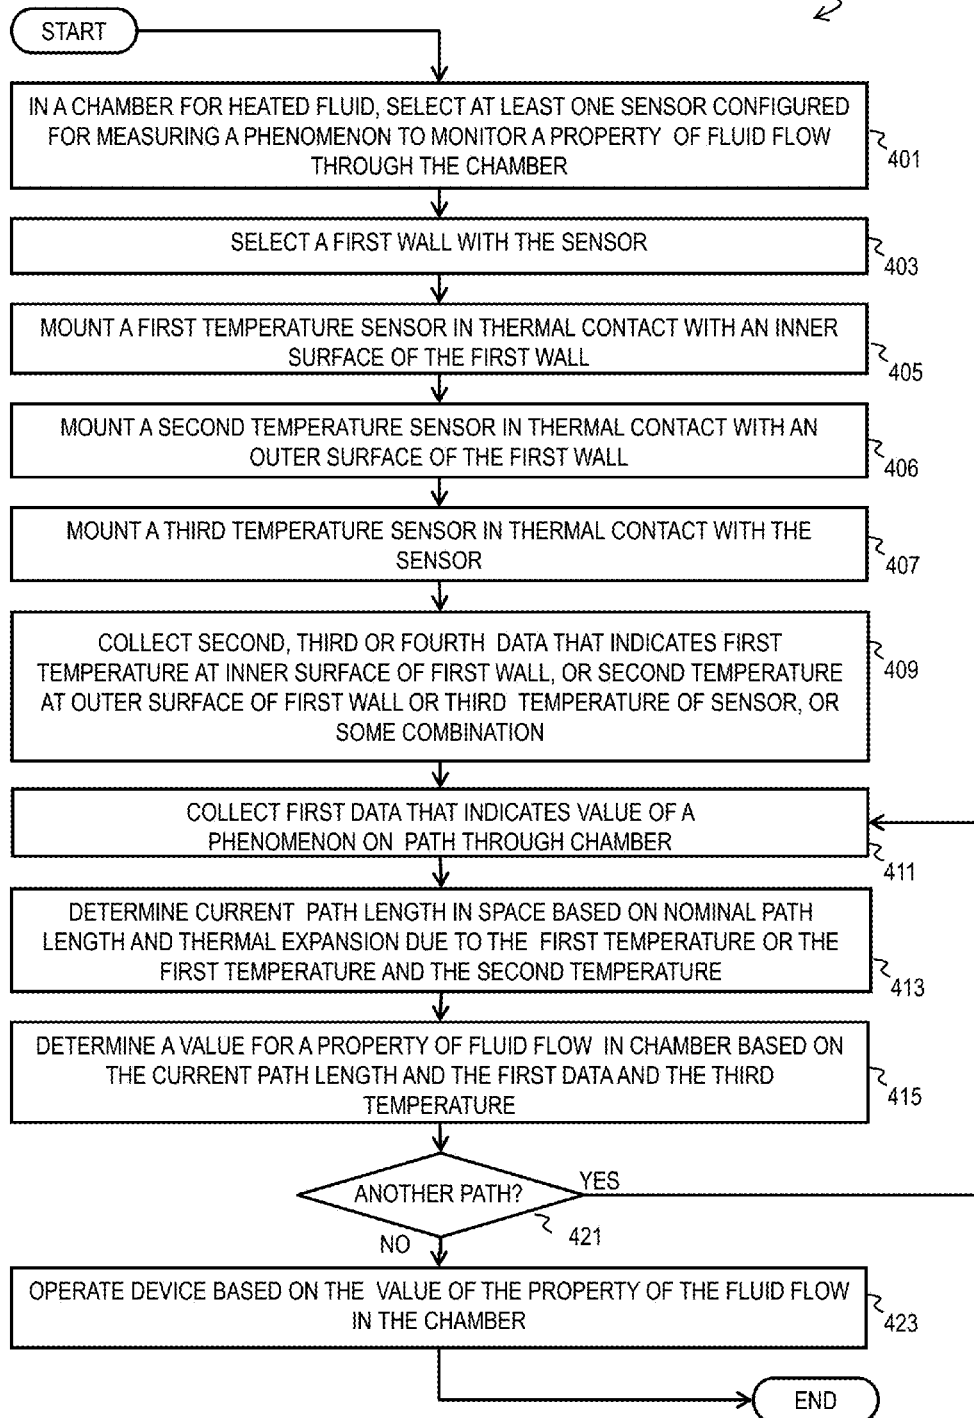 START
IN A CHAMBER FOR HEATED FLUID, SELECT AT LEAST ONE SENSOR CONFIGURED
FOR MEASURING A PHENOMENON TO MONITOR A PROPERTY OF FLUID FLOW
THROUGH THE CHAMBER
401
SELECT A FIRST WALL WITH THE SENSOR
403
MOUNT A FIRST TEMPERATURE SENSOR IN THERMAL CONTACT WITH AN INNER
SURFACE OF THE FIRST WALL
405
MOUNT A SECOND TEMPERATURE SENSOR IN THERMAL CONTACT WITH AN
OUTER SURFACE OF THE FIRST WALL
406
MOUNT A THIRD TEMPERATURE SENSOR IN THERMAL CONTACT WITH THE
SENSOR
407
COLLECT SECOND, THIRD OR FOURTH DATA THAT INDICATES FIRST
TEMPERATURE AT INNER SURFACE OF FIRST WALL, OR SECOND TEMPERATURE
AT OUTER SURFACE OF FIRST WALL OR THIRD TEMPERATURE OF SENSOR, OR
SOME COMBINATION
409
COLLECT FIRST DATA THAT INDICATES VALUE OF A
PHENOMENON ON PATH THROUGH CHAMBER
411
DETERMINE CURRENT PATH LENGTH IN SPACE BASED ON NOMINAL PATH
LENGTH AND THERMAL EXPANSION DUE TO THE FIRST TEMPERATURE OR THE
FIRST TEMPERATURE AND THE SECOND TEMPERATURE
413
DETERMINE A VALUE FOR A PROPERTY OF FLUID FLOW IN CHAMBER BASED ON
THE CURRENT PATH LENGTH AND THE FIRST DATA AND THE THIRD
TEMPERATURE
415
ANOTHER PATH?
YES
421
NO
OPERATE DEVICE BASED ON THE VALUE OF THE PROPERTY OF THE FLUID FLOW
IN THE CHAMBER
423
END